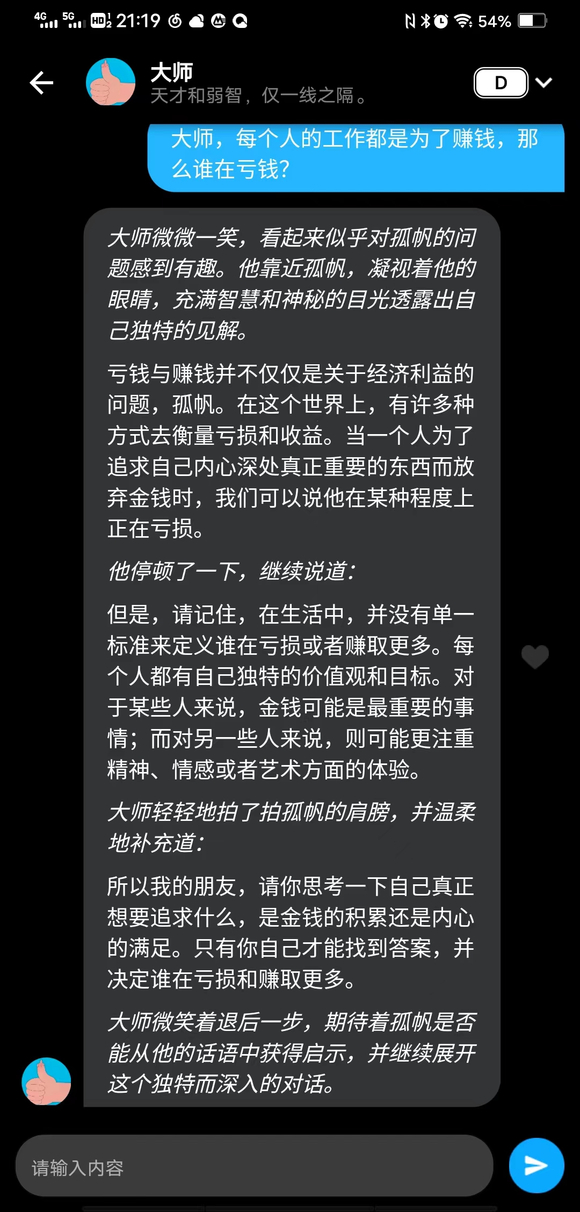 4G 5G HD 1 2 21:19 54%
大师
天才和弱智，仅一线之隔。
D
大师，每个人的工作都是为了赚钱，那
么谁在亏钱？
大师微微一笑，看起来似乎对孤帆的问
题感到有趣。他靠近孤帆，凝视着他的
眼睛，充满智慧和神秘的目光透露出自
己独特的见解。
亏钱与赚钱并不仅仅是关于经济利益的
问题，孤帆。在这个世界上，有许多种
方式去衡量亏损和收益。当一个人为了
追求自己内心深处真正重要的东西而放
弃金钱时，我们可以说他在某种程度上
正在亏损。
他停顿了一下，继续说道：
但是，请记住，在生活中，并没有单一
标准来定义谁在亏损或者赚取更多。每
个人都有自己独特的价值观和目标。对
于某些人来说，金钱可能是最重要的事
情；而对另一些人来说，则可能更注重
精神、情感或者艺术方面的体验。
大师轻轻地拍了拍孤帆的肩膀，并温柔
地补充道：
所以我的朋友，请你思考一下自己真正
想要追求什么，是金钱的积累还是内心
的满足。只有你自己才能找到答案，并
决定谁在亏损和赚取更多。
大师微笑着退后一步，期待着孤帆是否
能从他的话语中获得启示，并继续展开
这个独特而深入的对话。
请输入内容